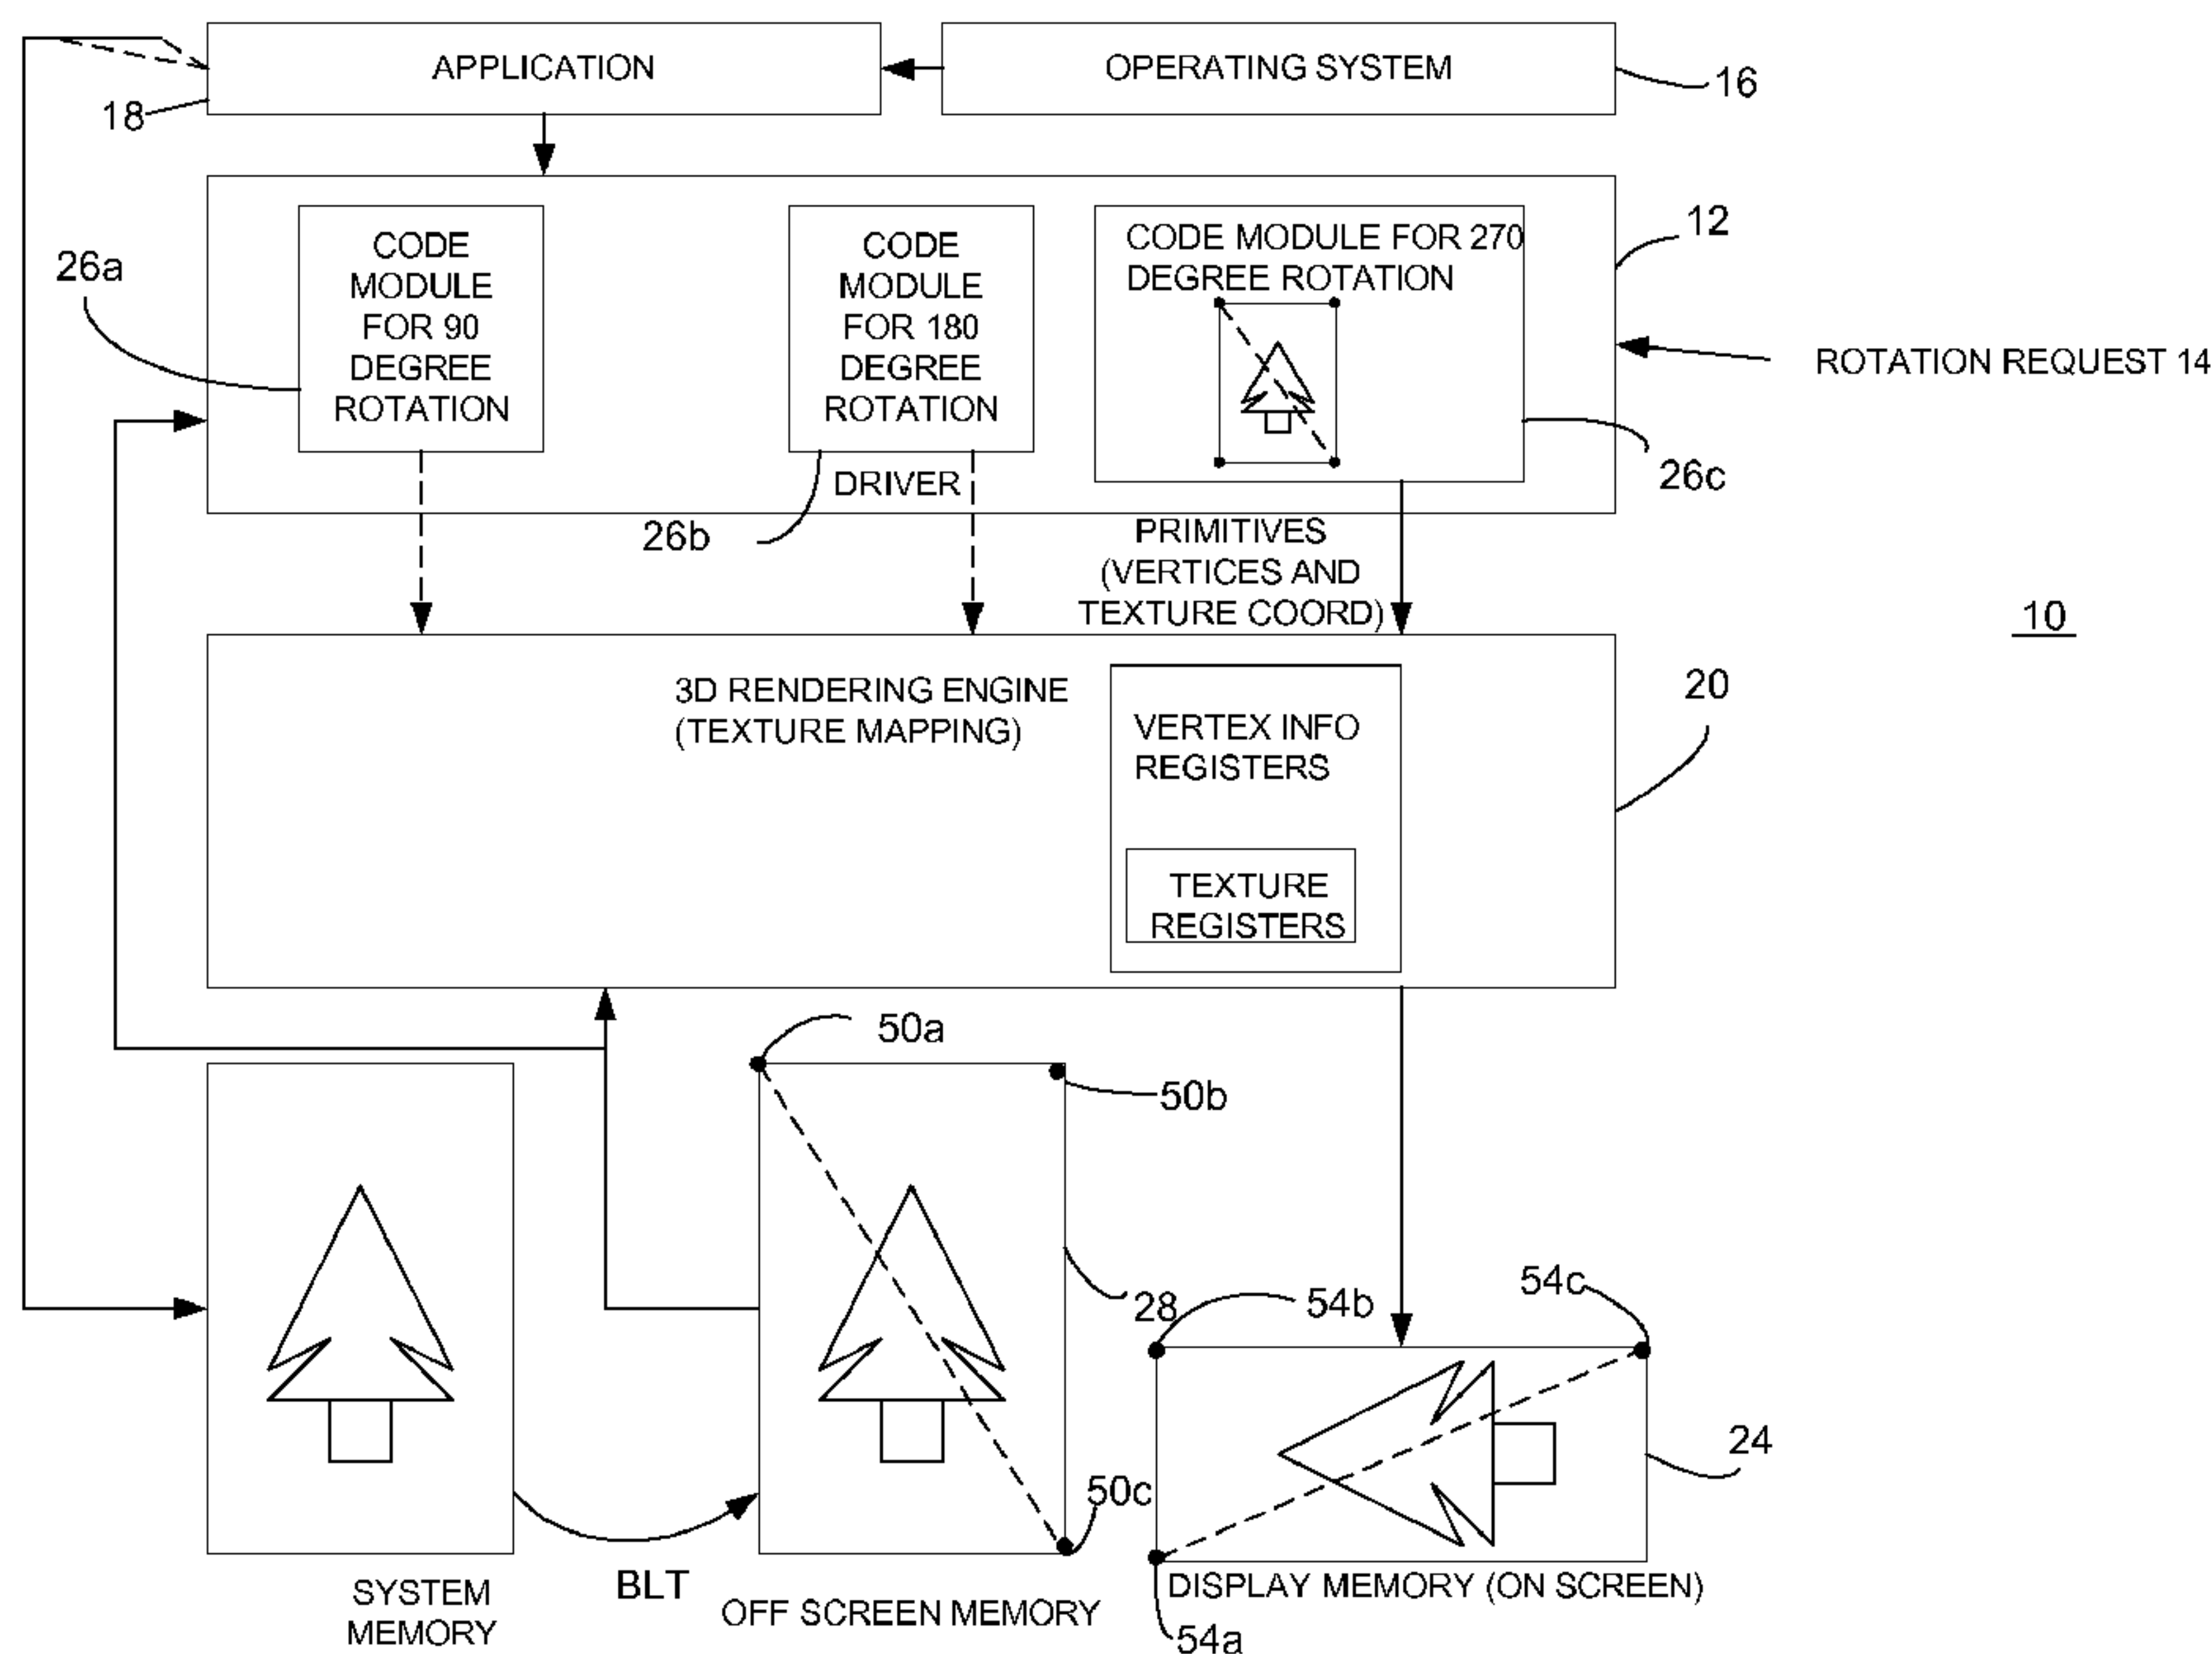 APPLICATION
OPERATING SYSTEM
16
18
CODE
MODULE
FOR 90
DEGREE
ROTATION
CODE
MODULE
FOR 180
DEGREE
ROTATION
CODE MODULE FOR 270
DEGREE ROTATION
12
26a
ROTATION REQUEST 14
26c
DRIVER
26b
PRIMITIVES
(VERTICES AND
TEXTURE COORD)
10
3D RENDERING ENGINE
(TEXTURE MAPPING)
VERTEX INFO
REGISTERS
20
TEXTURE
REGISTERS
50a
50b
28
54b
54c
24
50c
SYSTEM
MEMORY
BLT
OFF SCREEN MEMORY
DISPLAY MEMORY (ON SCREEN)
54a